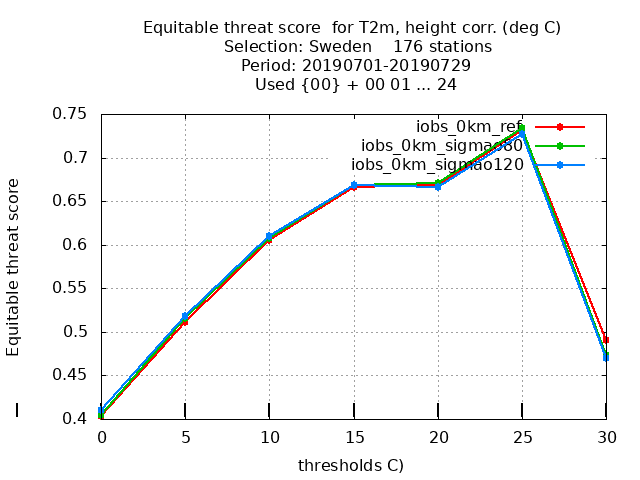 Equitable threat score for T2m, height corr. (deg C)
Selection: Sweden 176 stations
Period: 20190701-20190729
Used {00} + 00 01 ... 24
0.75
0.7
0.65
0.6
0.55
0.5
0.45
0.4
Equitable threat score
iobs_0km_ref
iobs_0km_sigmao80
iobs_0km_sigmao120
0 5 10 15 20 25 30
thresholds C)